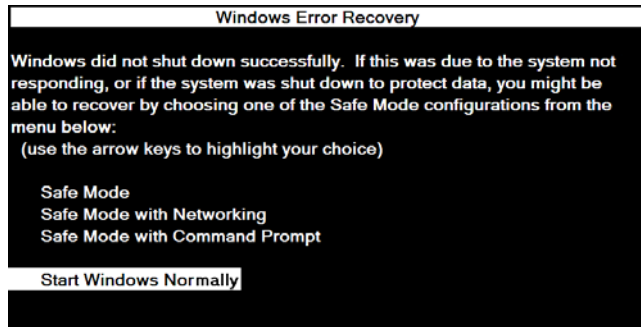 Windows Error Recovery
Windows did not shut down successfully.  If this was due to the system not
responding, or if the system was shut down to protect data, you might be
able to recover by choosing one of the Safe Mode configurations from the
menu below:
(use the arrow keys to highlight your choice)
Safe Mode
Safe Mode with Networking
Safe Mode with Command Prompt
Start Windows Normally